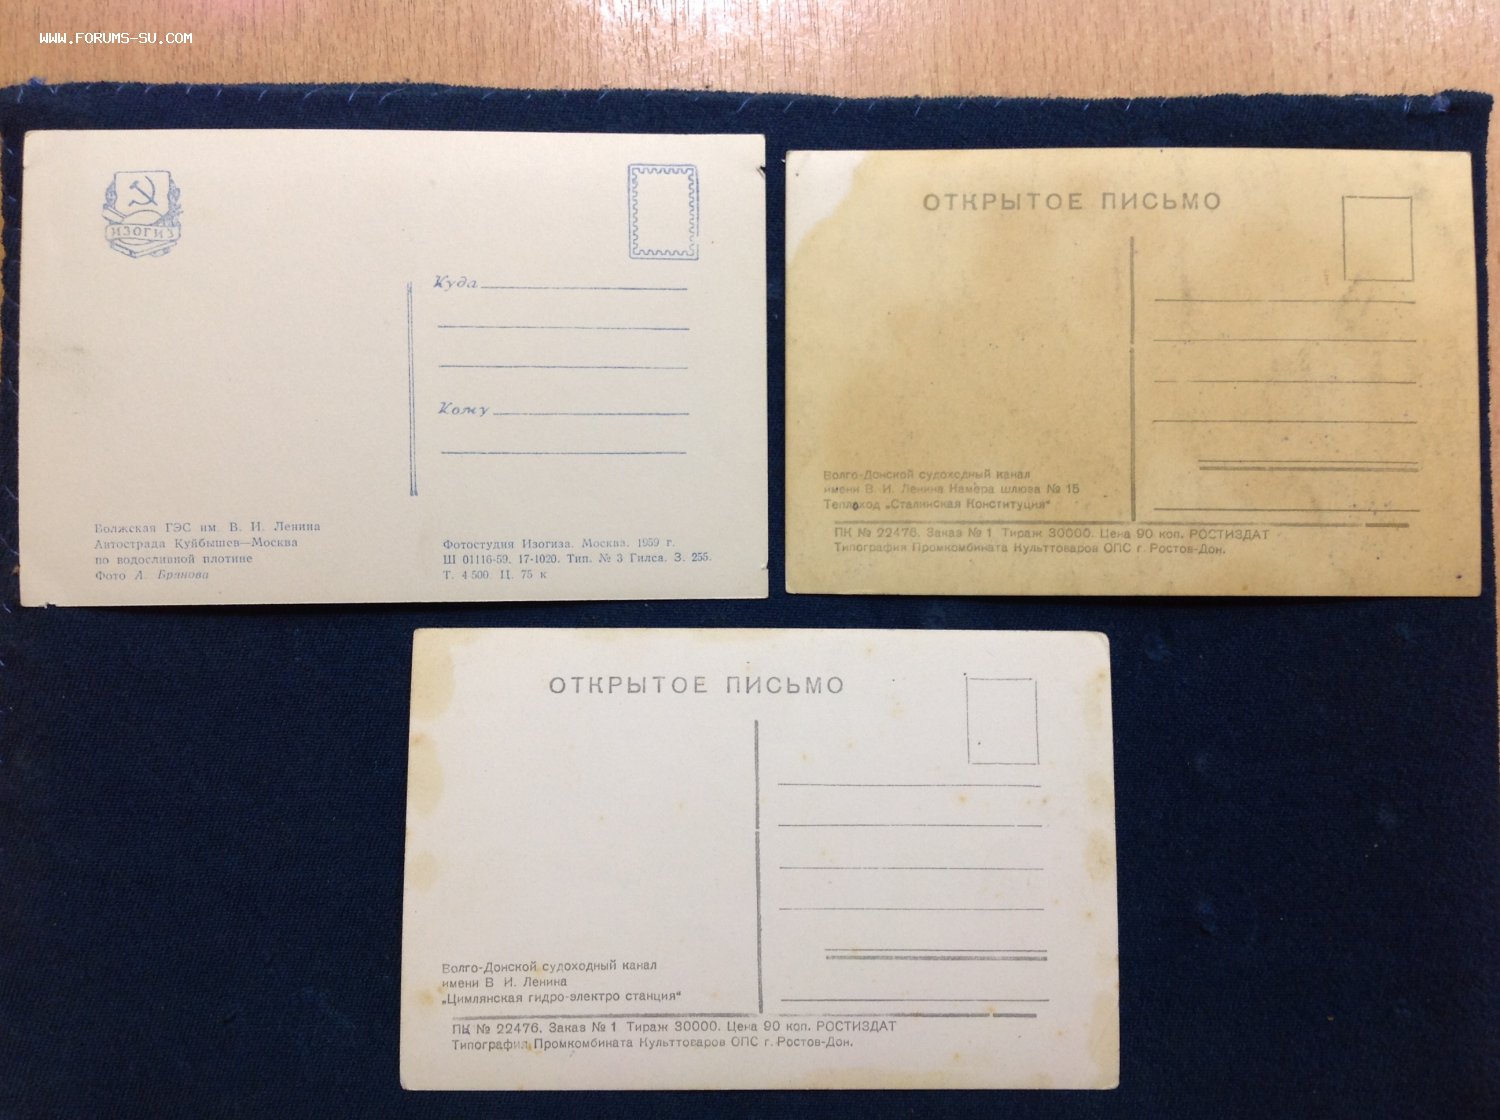 WWW.FORUMS-SU.COM
ИЗОГИЗ
Куда
Кому
Волжская ГЭС им. В. И. Ленина
Автострада Куйбышев—Москва
по водосливной плотине
Фото А. Брянова
Фотостудия Изогиза. Москва. 1959 г.
Ш 01116-59. 17-1020. Тип. № 3 Гилса. З. 255.
Т. 4 500. Ц. 75 к
ОТКРЫТОЕ ПИСЬМО
Волго-Донской судоходный канал
имени В. И. Ленина Камера шлюза № 15
Теплоход „Сталинская Конституция“
ПК № 22476. Заказ № 1 Тираж 30000. Цена 90 коп. РОСТИЗДАТ
Типография Промкомбината Культтоваров ОПС г. Ростов-Дон.
ОТКРЫТОЕ ПИСЬМО
Волго-Донской судоходный канал
имени В И. Ленина
„Цимлянская гидро-электро станция“
ПК № 22476. Заказ № 1 Тираж 30000. Цена 90 коп. РОСТИЗДАТ
Типография Промкомбината Культтоваров ОПС г. Ростов-Дон.